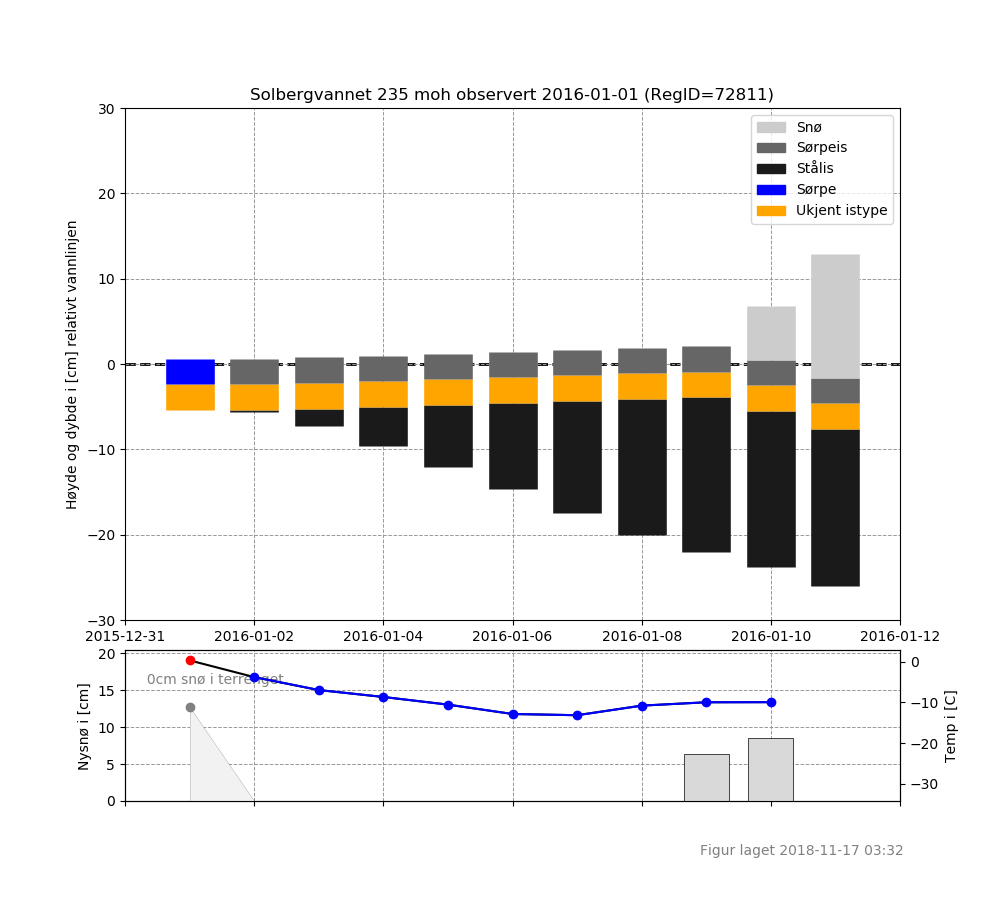 Solbergvannet 235 moh observert 2016-01-01 (RegID=72811)
Høyde og dybde i [cm] relativt vannlinjen
30
20
10
0
−10
−20
−30
Snø
Sørpeis
Stålis
Sørpe
Ukjent istype
2015-12-31
2016-01-02
2016-01-04
2016-01-06
2016-01-08
2016-01-10
2016-01-12
Nysnø i [cm]
20
15
10
5
0
0cm snø i terrenget
0
−10
−20
−30
Temp i [C]
Figur laget 2018-11-17 03:32